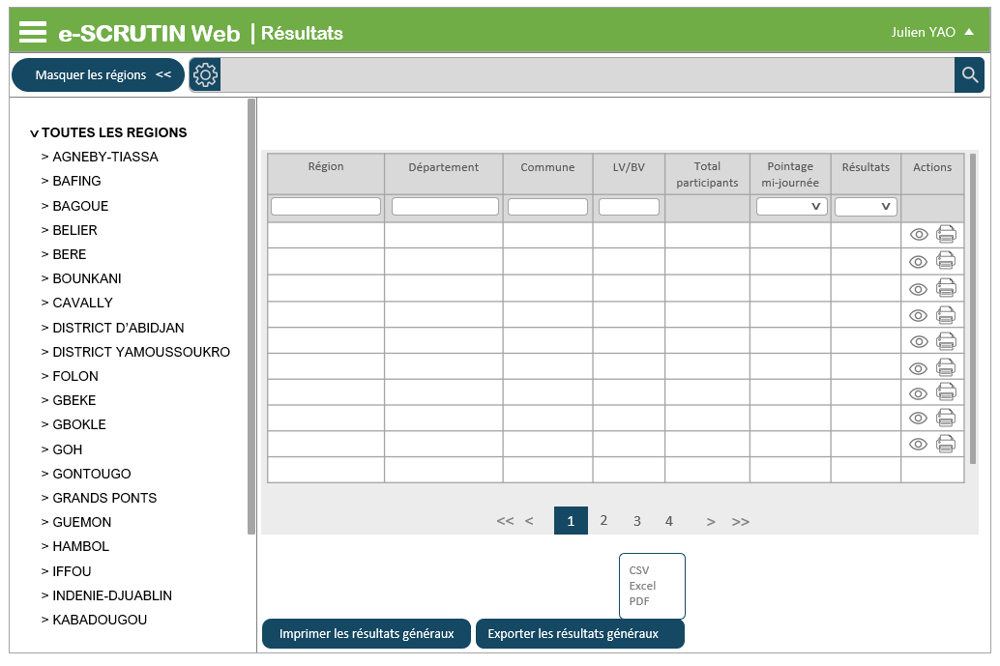 e-SCRUTIN Web | Résultats
Julien YAO
Masquer les régions <<
v TOUTES LES REGIONS
> AGNEBY-TIASSA
> BAFING
> BAGOUE
> BELIER
> BERE
> BOUNKANI
> CAVALLY
> DISTRICT D’ABIDJAN
> DISTRICT YAMOUSSOUKRO
> FOLON
> GBEKE
> GBOKLE
> GOH
> GONTOUGO
> GRANDS PONTS
> GUEMON
> HAMBOL
> IFFOU
> INDENIE-DJUABLIN
> KABADOUGOU
Région
Département
Commune
LV/BV
Total
participants
Pointage
mi-journée
Résultats
Actions
<< < 1 2 3 4 > >>
CSV
Excel
PDF
Imprimer les résultats généraux
Exporter les résultats généraux